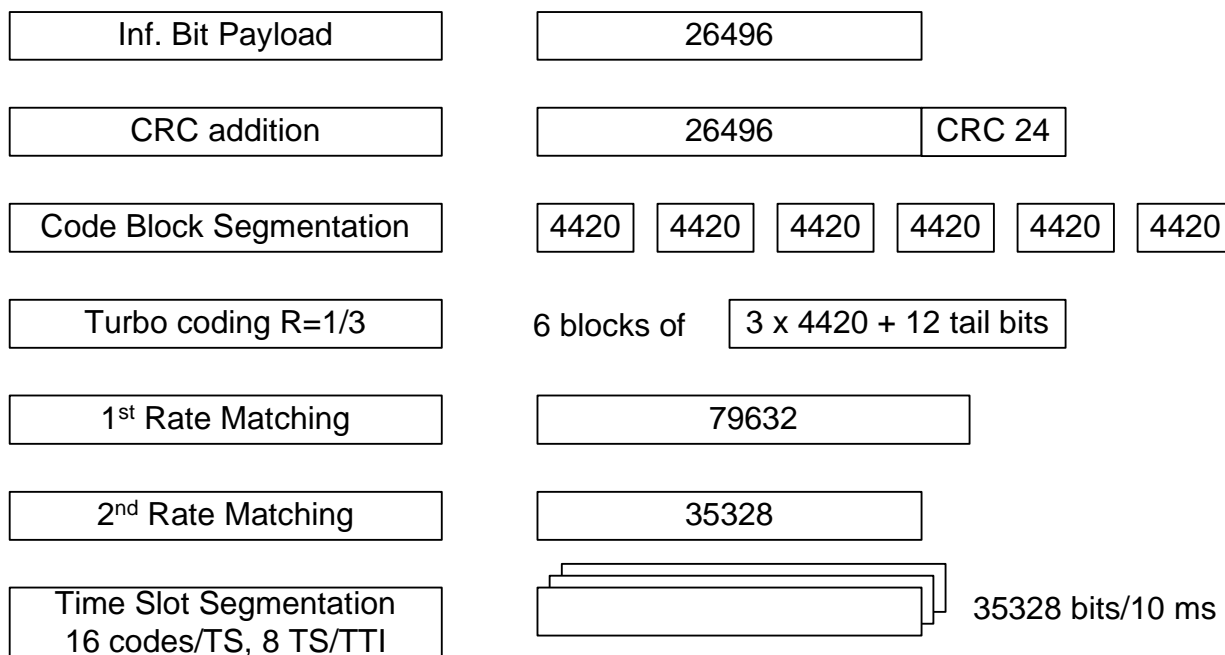 Inf. Bit Payload 26496
CRC addition 26496 CRC 24
Code Block Segmentation 4420 4420 4420 4420 4420 4420
Turbo coding R=1/3 6 blocks of 3 x 4420 + 12 tail bits
1st Rate Matching 79632
2nd Rate Matching 35328
Time Slot Segmentation
16 codes/TS, 8 TS/TTI
35328 bits/10 ms